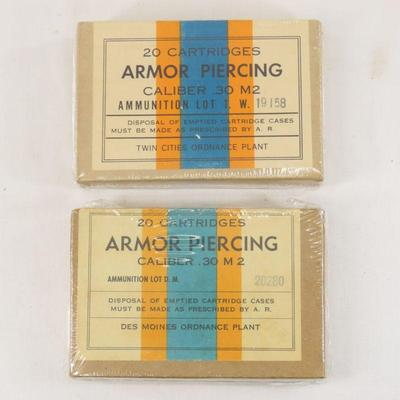 20 CARTRIDGES
ARMOR PIERCING
CALIBER .30 M2
AMMUNITION LOT T. W. 19158
DISPOSAL OF EMPTIED CARTRIDGE CASES
MUST BE MADE AS PRESCRIBED BY A. R.
TWIN CITIES ORDNANCE PLANT
20 CARTRIDGES
ARMOR PIERCING
CALIBER .30 M2
AMMUNITION LOT D. M. 20280
DISPOSAL OF EMPTIED CARTRIDGE CASES
MUST BE MADE AS PRESCRIBED BY A. R.
DES MOINES ORDNANCE PLANT